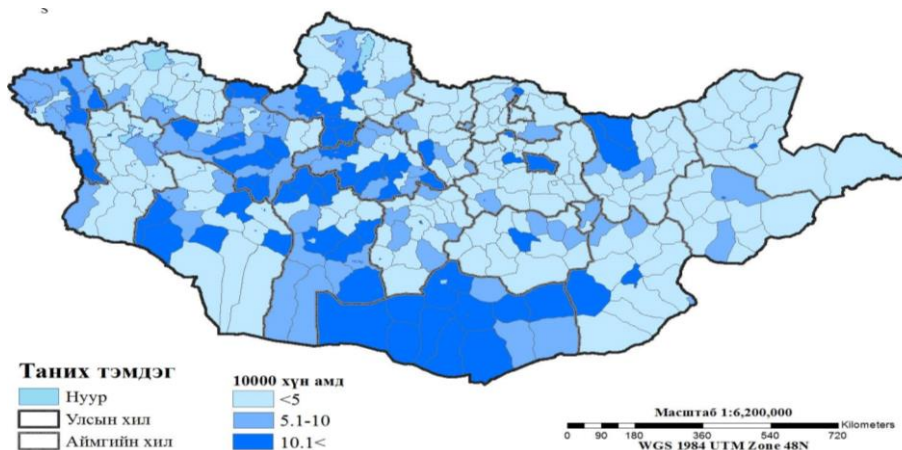 s
Таних тэмдэг
Нуур
Улсын хил
Аймгийн хил
10000 хүн амд
<5
5.1-10
10.1<
Масштаб 1:6,200,000
Kilometers
0 90 180 360 540 720
WGS 1984 UTM Zone 48N